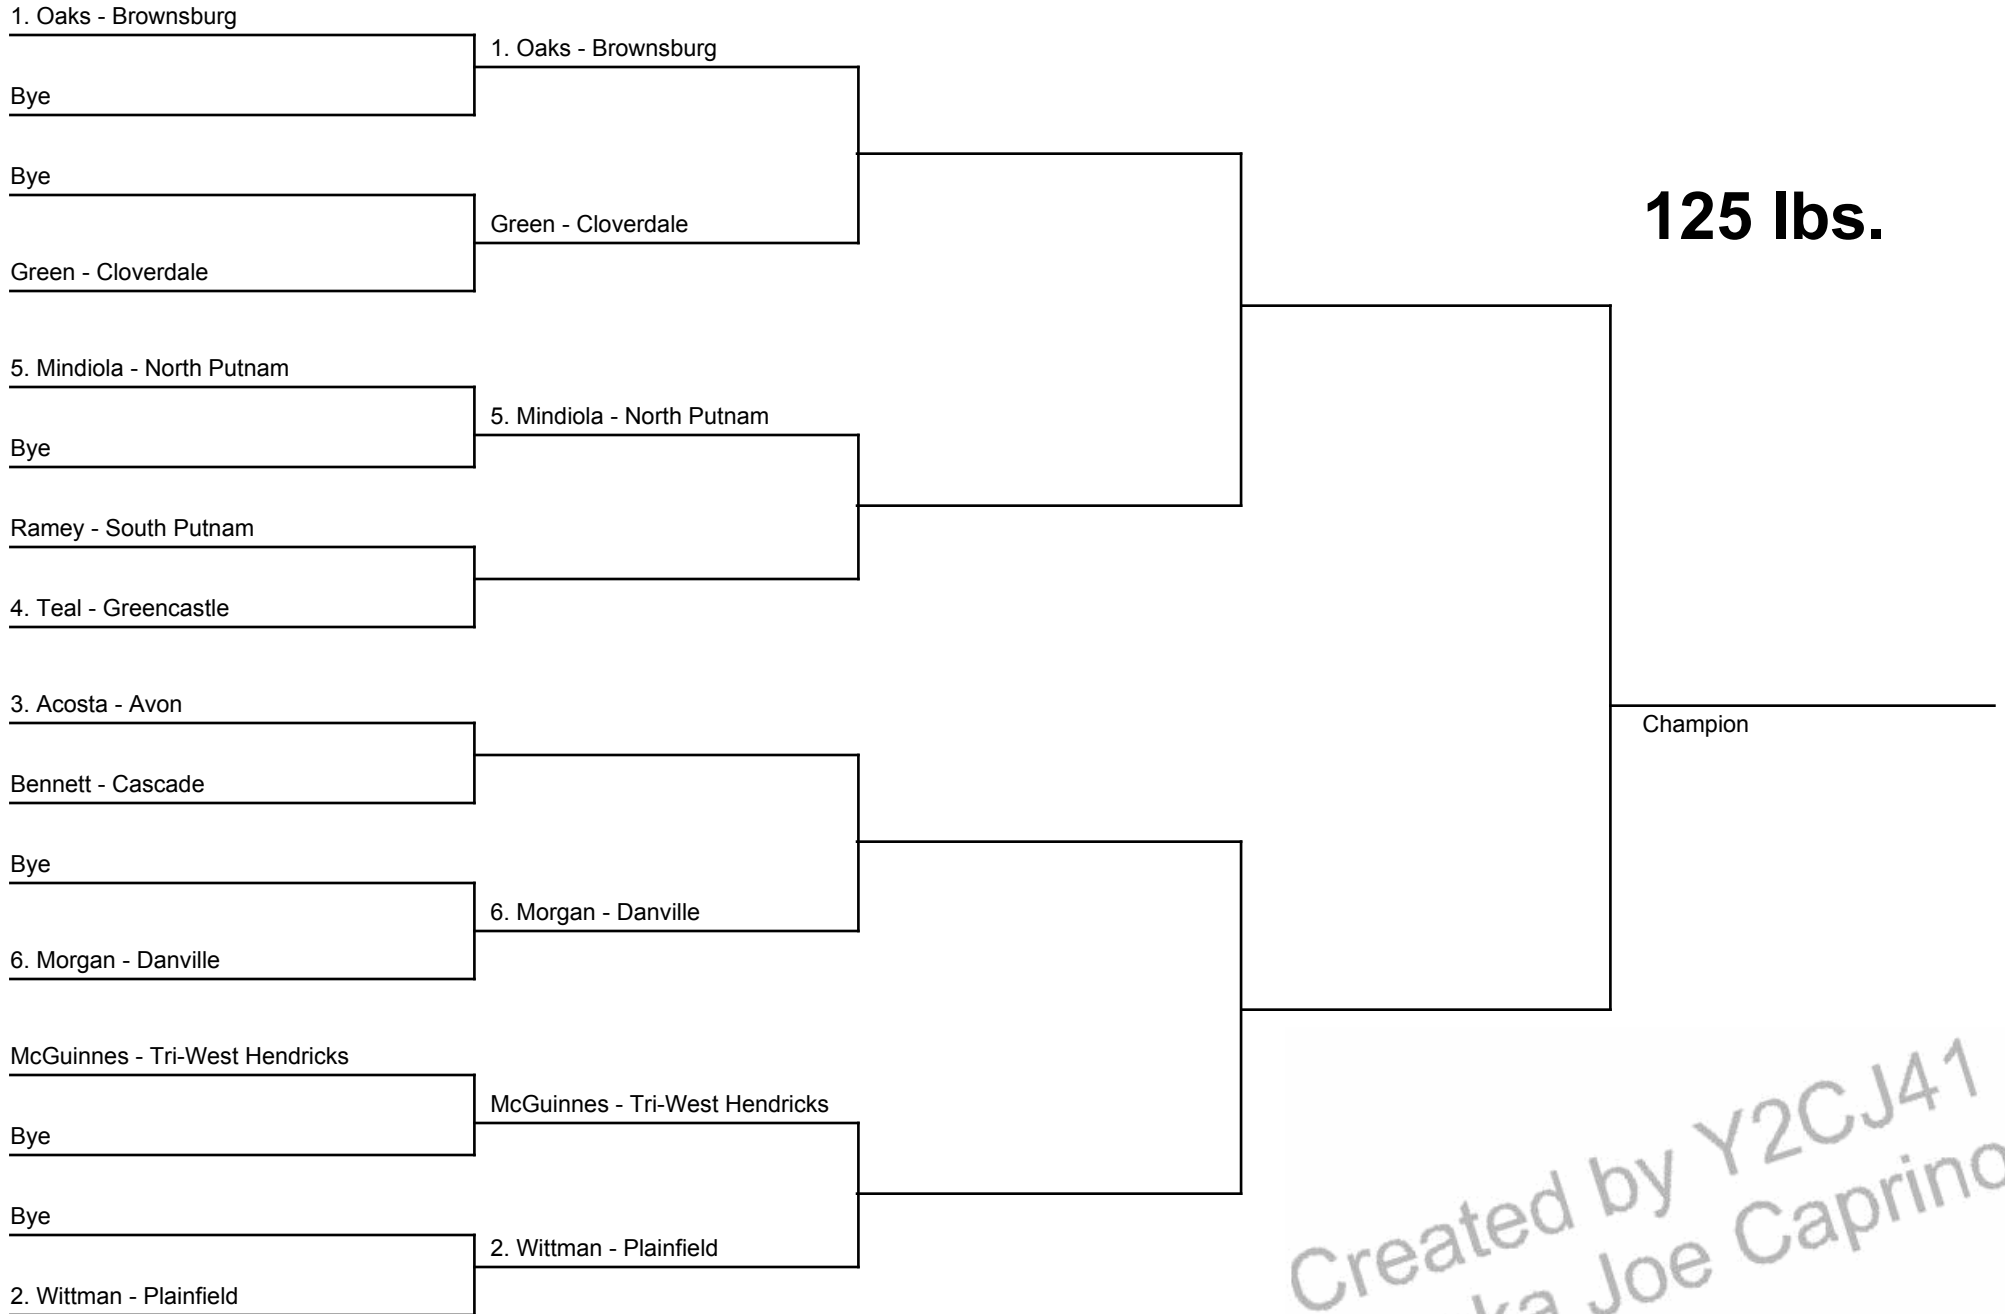 1. Oaks - Brownsburg
1. Oaks - Brownsburg
Bye
Bye
125 lbs.
Green - Cloverdale
Green - Cloverdale
5. Mindiola - North Putnam
5. Mindiola - North Putnam
Bye
Ramey - South Putnam
4. Teal - Greencastle
3. Acosta - Avon
Champion
Bennett - Cascade
Bye
6. Morgan - Danville
6. Morgan - Danville
McGuinnes - Tri-West Hendricks
McGuinnes - Tri-West Hendricks
Bye
Bye
2. Wittman - Plainfield
2. Wittman - Plainfield
Created by Y2CJ41
Joe Caprino